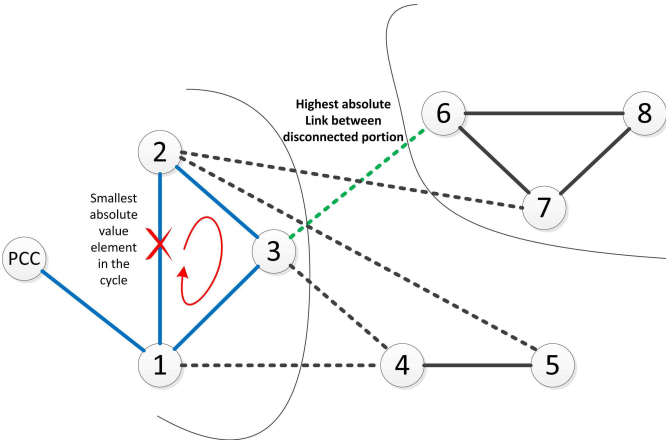 Highest absolute
Link between
disconnected portion
6
8
7
2
Smallest
absolute
value
element
in the
cycle
3
PCC
1
4
5